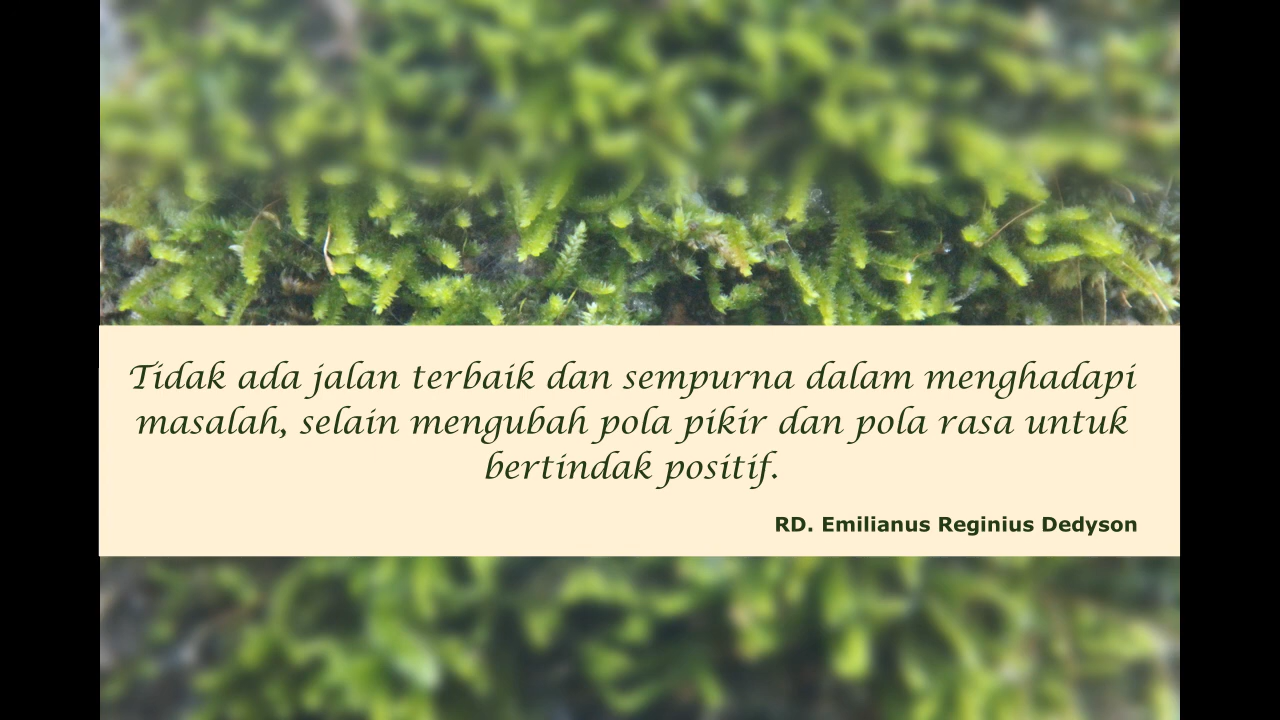 Tidak ada jalan terbaik dan sempurna dalam menghadapi
masalah, selain mengubah pola pikir dan pola rasa untuk
bertindak positif.
RD. Emilianus Reginius Dedyson